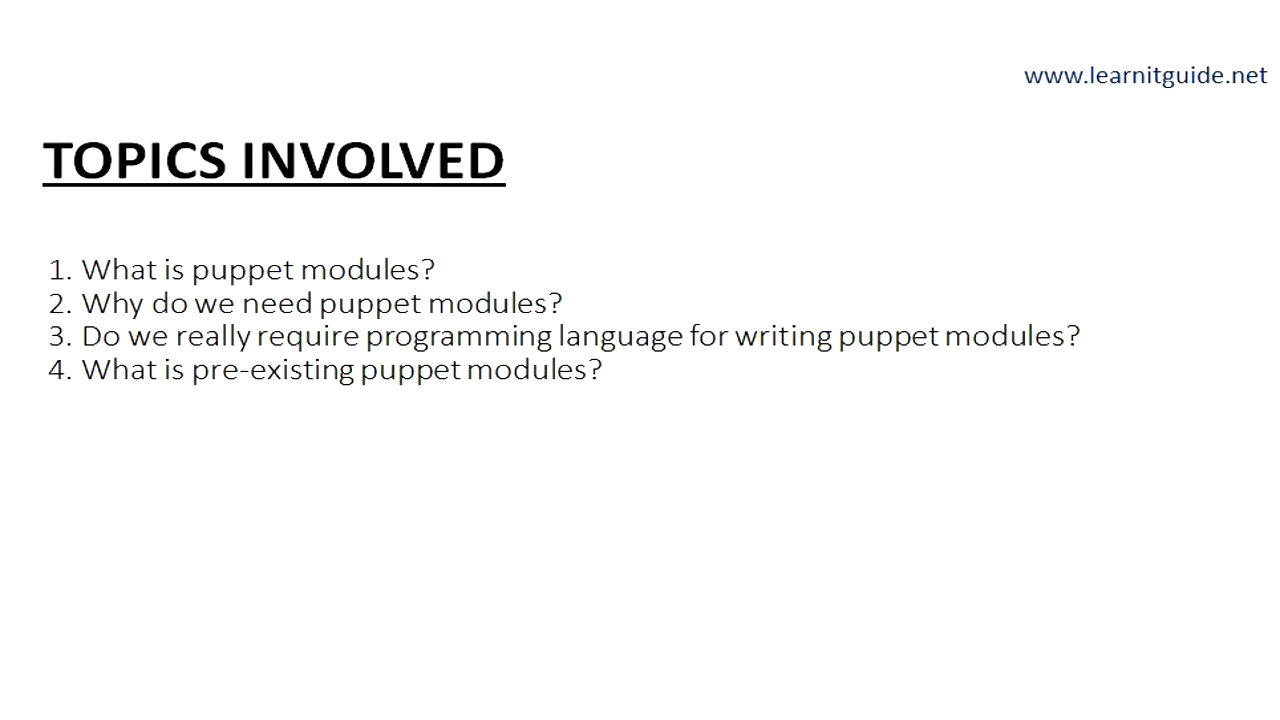 www.learnitguide.net
TOPICS INVOLVED
1. What is puppet modules?
2. Why do we need puppet modules?
3. Do we really require programming language for writing puppet modules?
4. What is pre-existing puppet modules?